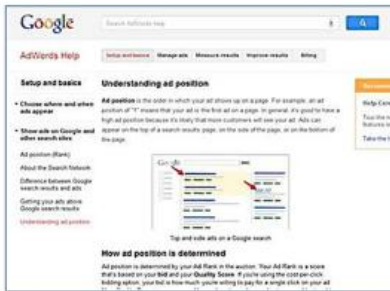 Google
Search AdWords help
AdWords Help
Setup and basics
Manage ads
Measure results
Improve results
Billing
Setup and basics
Choose where and when
ads appear
Show ads on Google and
other search sites
Ad position (Rank)
About the Search Network
Difference between Google
search results and ads
Getting your ads above
Google search results
Understanding ad position
Understanding ad position
Ad position is the order in which your ad shows up on a page. For example, an ad
position of "1" means that your ad is the first ad on a page. In general, it's good to have a
high ad position because it's likely that more customers will see your ad. Ads can
appear on the top of a search results page, on the side of the page, or on the bottom of
the page.
Google
Top and side ads on a Google search
How ad position is determined
Ad position is determined by your Ad Rank in the auction. Your Ad Rank is a score
that's based on your bid and your Quality Score. If you're using the cost-per-click
bidding option, your bid is how much you're willing to pay for a single click on your ad
Help
Take the